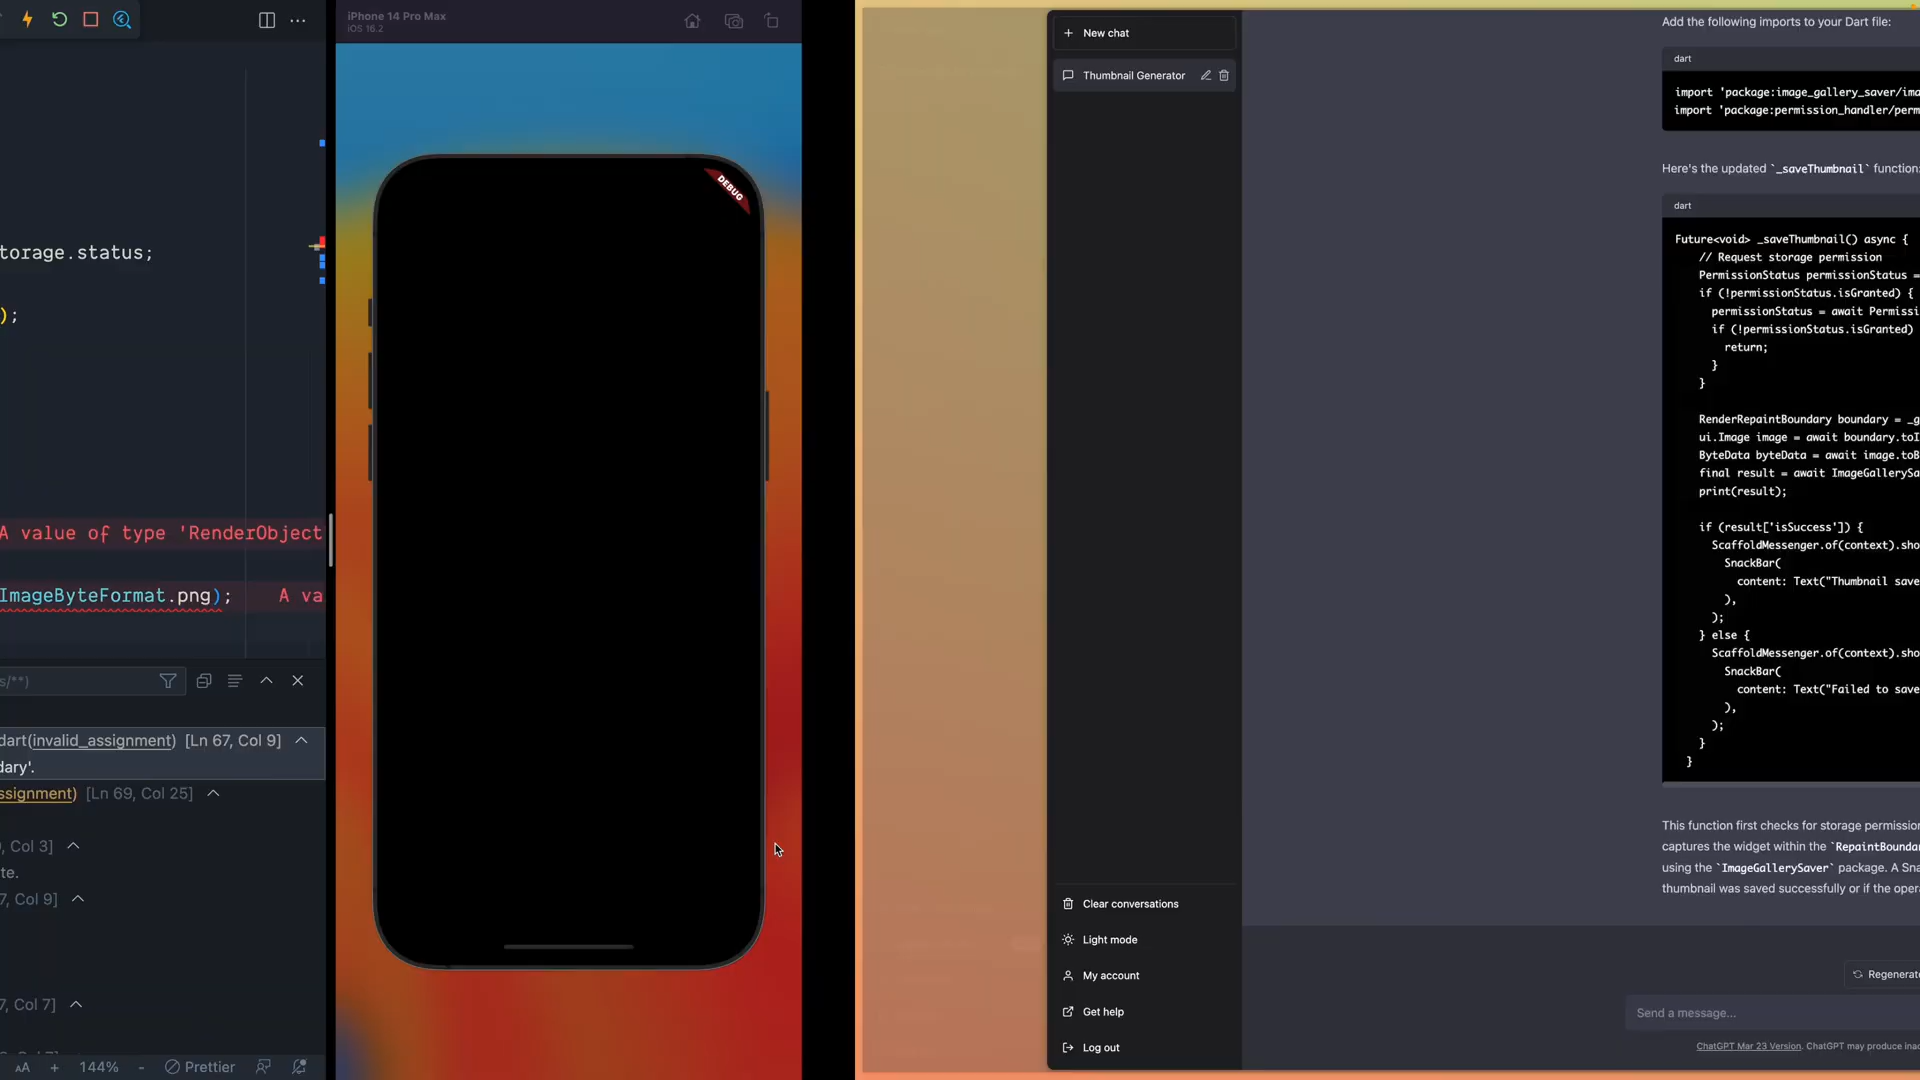 torage.status;
);
A value of type 'RenderObject
ImageByteFormat.png); A va
s/**)
dart(invalid_assignment) [Ln 67, Col 9]
dary'.
ssignment) [Ln 69, Col 25]
, Col 3]
te.
7, Col 9]
7, Col 7]
AA + 144% - Prettier
iPhone 14 Pro Max
iOS 16.2
DEBUG
+ New chat
Thumbnail Generator
Clear conversations
Light mode
My account
Get help
Log out
Add the following imports to your Dart file:
dart
import 'package:image_gallery_saver/ima
import 'package:permission_handler/perm
Here's the updated `_saveThumbnail` function:
dart
Future<void> _saveThumbnail() async {
// Request storage permission
PermissionStatus permissionStatus =
if (!permissionStatus.isGranted) {
permissionStatus = await Permissi
if (!permissionStatus.isGranted)
return;
}
}
RenderRepaintBoundary boundary = _g
ui.Image image = await boundary.toI
ByteData byteData = await image.toB
final result = await ImageGallerySa
print(result);
if (result['isSuccess']) {
ScaffoldMessenger.of(context).sho
SnackBar(
content: Text("Thumbnail save
),
);
} else {
ScaffoldMessenger.of(context).sho
SnackBar(
content: Text("Failed to save
),
);
}
}
This function first checks for storage permission
captures the widget within the `RepaintBounda
using the `ImageGallerySaver` package. A Sna
thumbnail was saved successfully or if the opera
Regenerat
Send a message...
ChatGPT Mar 23 Version. ChatGPT may produce inac